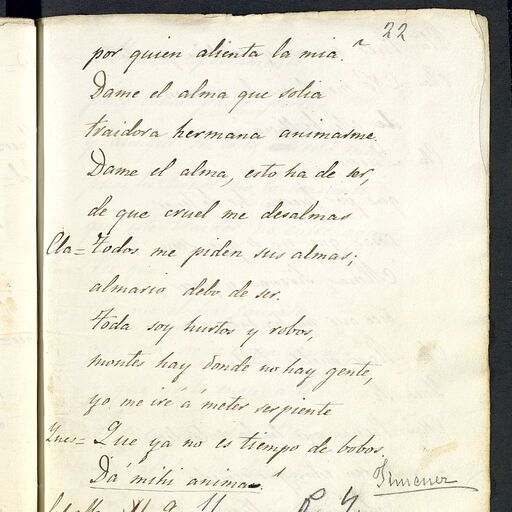 22
por quien alienta la mia.
Dame el alma que solia
traidora hermana animarme.
Dame el alma, esto ha de ser,
de que cruel me desalmas
Cla= Todos me piden sus almas;
almario debo de ser.
Toda soy hurtos y robos,
montes hay donde no hay gente,
yo me iré á meter serpiente
Ynes= Que ya no es tiempo de bobos.
Dá mihi animas